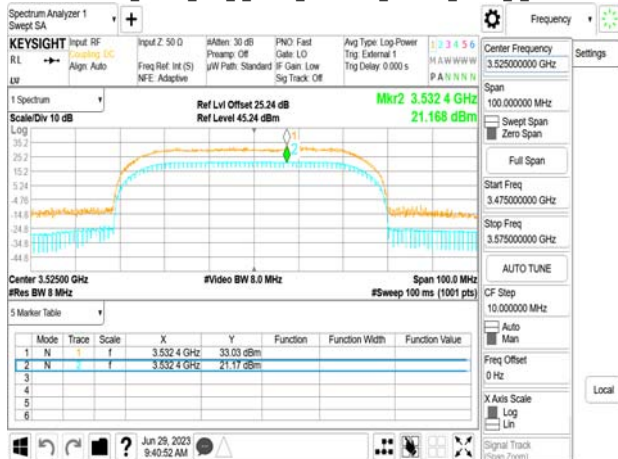 Spectrum Analyzer 1
Swept SA
+
Frequency
KEYSIGHT
RL
Input: RF
Coupling: DC
Align: Auto
Input Z: 50 Ω
Freq Ref: Int (S)
NFE: Adaptive
#Atten: 30 dB
Preamp: Off
µW Path: Standard
PNO: Fast
Gate: LO
IF Gain: Low
Sig Track: Off
Avg Type: Log-Power
Trig: External 1
Trig Delay: 0.000 s
1 2 3 4 5 6
M A W W W W
P A N N N N
LXI
1 Spectrum
Scale/Div 10 dB
Ref Lvl Offset 25.24 dB
Ref Level 45.24 dBm
Mkr2 3.532 4 GHz
21.168 dBm
Log
35.2
25.2
15.2
5.24
-4.76
-14.8
-24.8
-34.8
-44.8
1
2
Center 3.52500 GHz
#Res BW 8 MHz
#Video BW 8.0 MHz
Span 100.0 MHz
#Sweep 100 ms (1001 pts)
5 Marker Table
Mode Trace Scale X Y Function Function Width Function Value
1 N 1 f 3.532 4 GHz 33.03 dBm
2 N 2 f 3.532 4 GHz 21.17 dBm
3
4
5
6
?
Jun 29, 2023
9:40:52 AM
Center Frequency
3.525000000 GHz
Settings
Span
100.000000 MHz
Swept Span
Zero Span
Full Span
Start Freq
3.475000000 GHz
Stop Freq
3.575000000 GHz
AUTO TUNE
CF Step
10.000000 MHz
Auto
Man
Freq Offset
0 Hz
Local
X Axis Scale
Log
Lin
Signal Track
(Span Zoom)